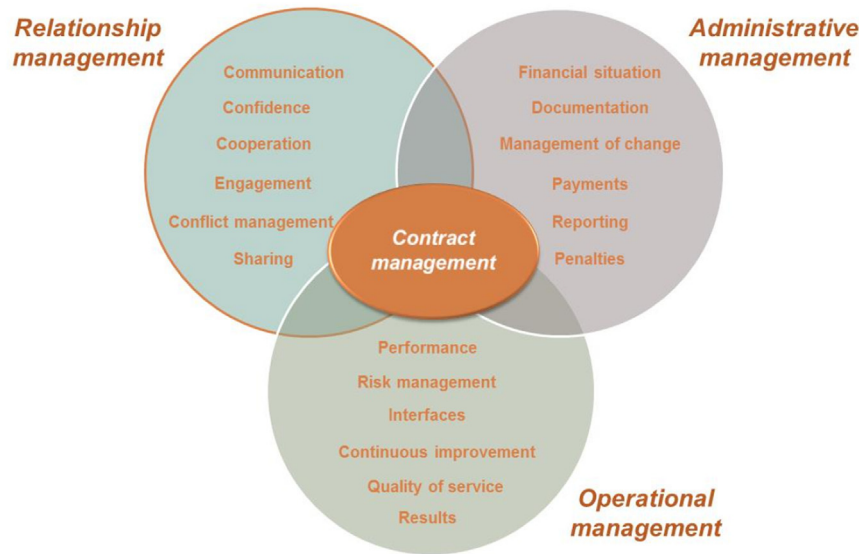 Relationship
management
Communication
Confidence
Cooperation
Engagement
Conflict management
Sharing
Administrative
management
Financial situation
Documentation
Management of change
Payments
Reporting
Penalties
Contract
management
Performance
Risk management
Interfaces
Continuous improvement
Quality of service
Results
Operational
management